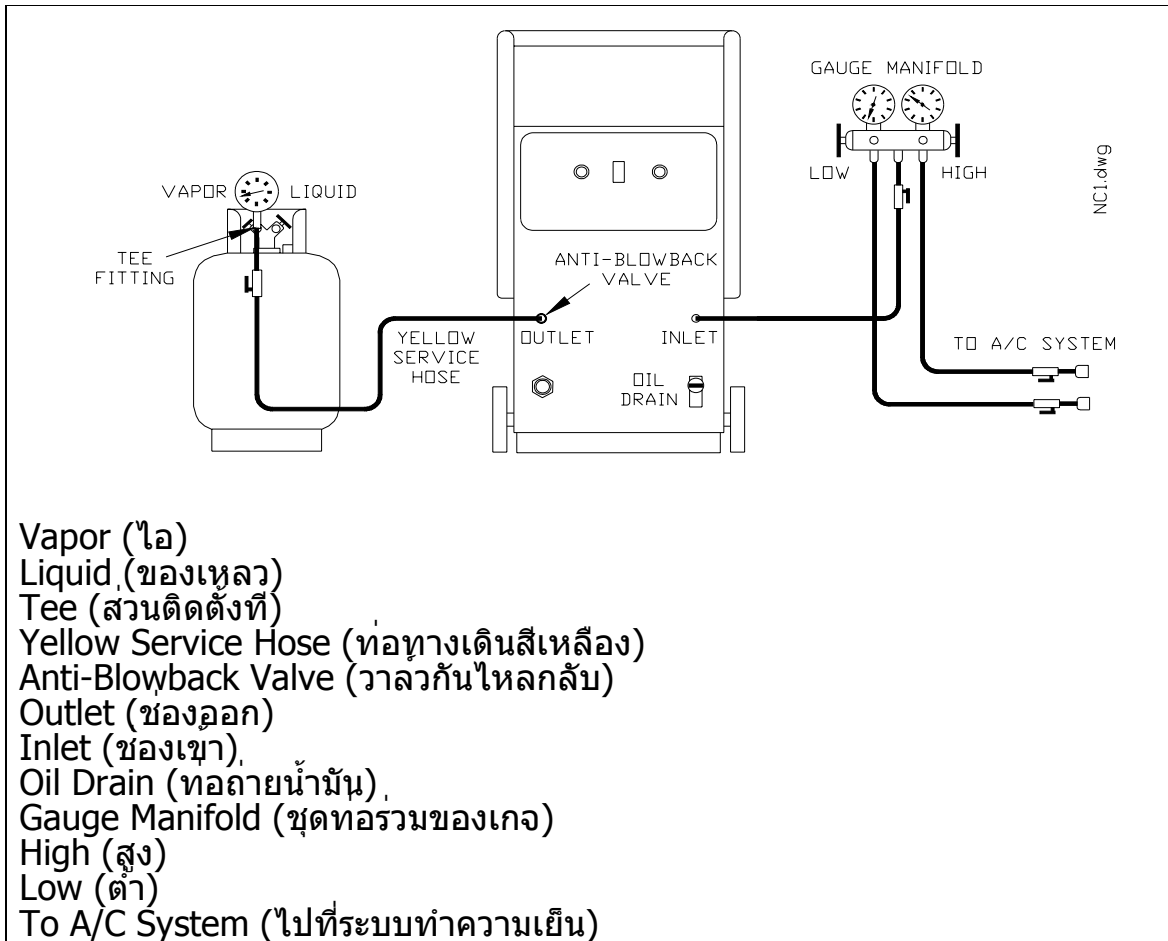 GAUGE MANIFOLD
LOW
HIGH
NC1.dwg
VAPOR
LIQUID
TEE
FITTING
ANTI-BLOWBACK
VALVE
YELLOW
SERVICE
HOSE
OUTLET
INLET
TO A/C SYSTEM
OIL
DRAIN
Vapor (ไอ)
Liquid (ของเหลว)
Tee (ส่วนติดตั้งที)
Yellow Service Hose (ท่อทางเดินสีเหลือง)
Anti-Blowback Valve (วาล์วกันไหลกลับ)
Outlet (ช่องออก)
Inlet (ช่องเข้า)
Oil Drain (ท่อถ่ายน้ำมัน)
Gauge Manifold (ชุดท่อร่วมของเกจ)
High (สูง)
Low (ต่ำ)
To A/C System (ไปที่ระบบทำความเย็น)